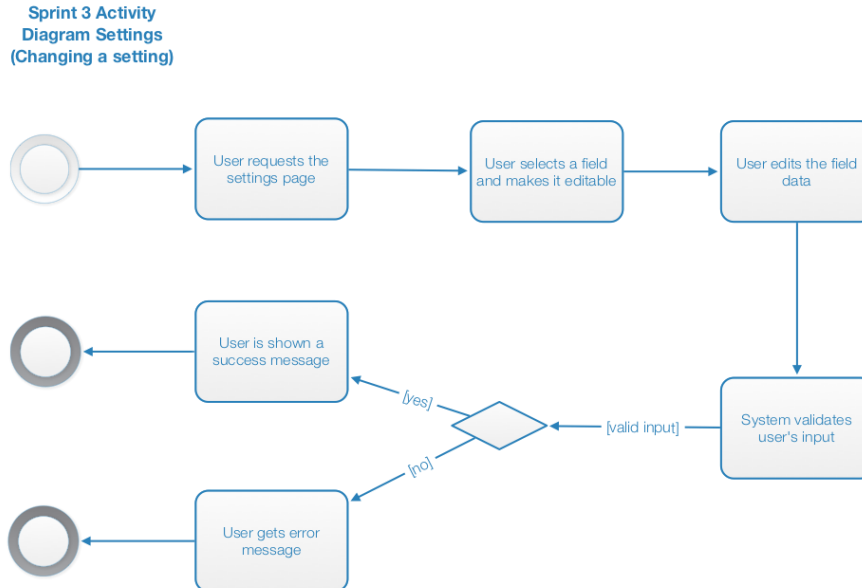 Sprint 3 Activity
Diagram Settings
(Changing a setting)
User requests the
settings page
User selects a field
and makes it editable
User edits the field
data
User is shown a
success message
[yes]
[valid input]
System validates
user's input
[no]
User gets error
message